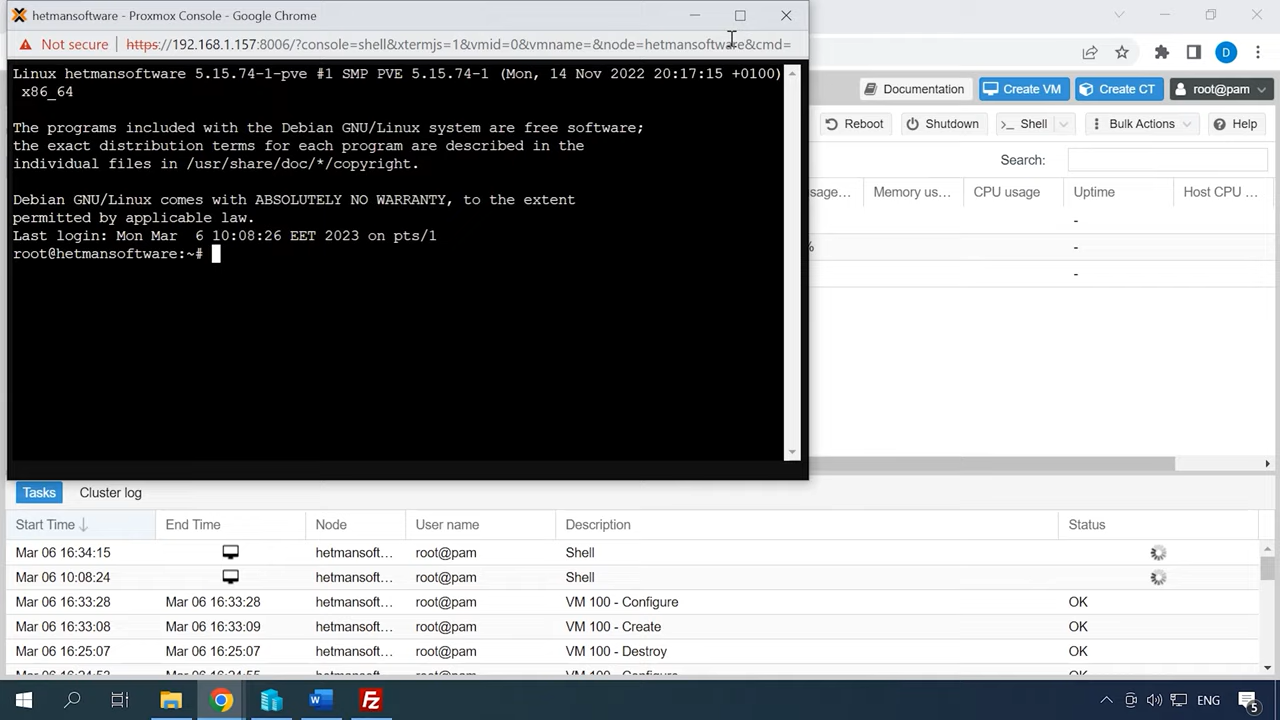 hetmansoftware - Proxmox Console - Google Chrome
Not secure | https://192.168.1.157:8006/?console=shell&xtermjs=1&vmid=0&vmname=&node=hetmansoftware&cmd=
Linux hetmansoftware 5.15.74-1-pve #1 SMP PVE 5.15.74-1 (Mon, 14 Nov 2022 20:17:15 +0100)
x86_64
The programs included with the Debian GNU/Linux system are free software;
the exact distribution terms for each program are described in the
individual files in /usr/share/doc/*/copyright.
Debian GNU/Linux comes with ABSOLUTELY NO WARRANTY, to the extent
permitted by applicable law.
Last login: Mon Mar  6 10:08:26 EET 2023 on pts/1
root@hetmansoftware:~#
D
Documentation Create VM Create CT root@pam
Reboot Shutdown >_ Shell Bulk Actions Help
Search:
sage... Memory us... CPU usage Uptime Host CPU ...
-
% -
-
Tasks Cluster log
Start Time End Time Node User name Description Status
Mar 06 16:34:15 hetmansoft... root@pam Shell
Mar 06 10:08:24 hetmansoft... root@pam Shell
Mar 06 16:33:28 Mar 06 16:33:28 hetmansoft... root@pam VM 100 - Configure OK
Mar 06 16:33:08 Mar 06 16:33:09 hetmansoft... root@pam VM 100 - Create OK
Mar 06 16:25:07 Mar 06 16:25:07 hetmansoft... root@pam VM 100 - Destroy OK
ENG 5